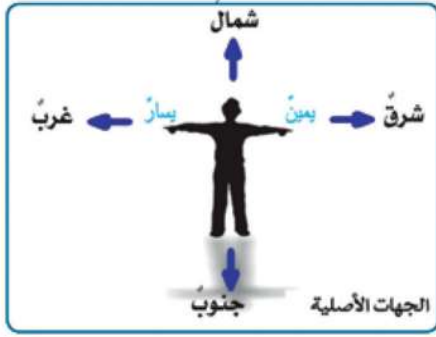 شمال
شرقٌ يمينٌ يسارٌ غربٌ
جنوبٌ
الجهات الأصلية